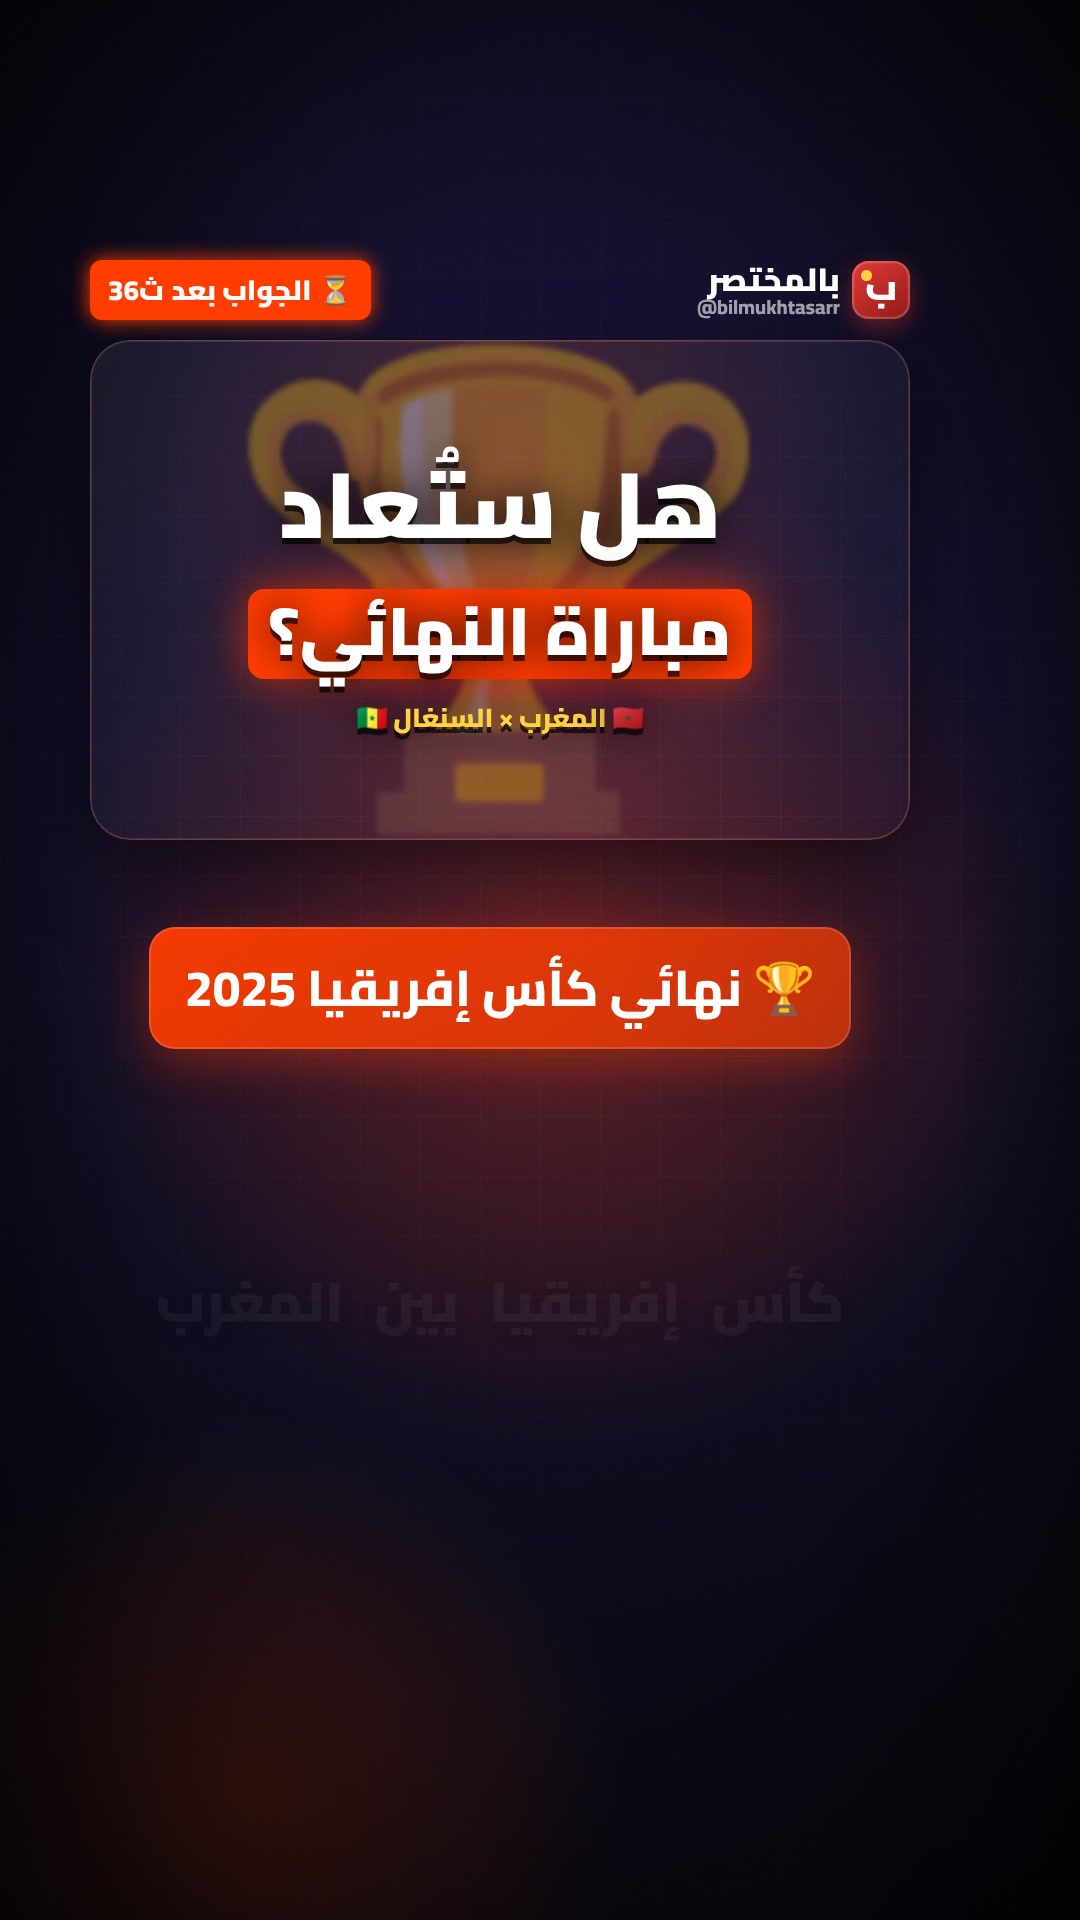 بالمختصر
@bilmukhtasarr
⏳ الجواب بعد 36ث
هل ستُعاد
مباراة النهائي؟
🇲🇦 المغرب × السنغال 🇸🇳
🏆 نهائي كأس إفريقيا 2025
كأس إفريقيا بين المغرب